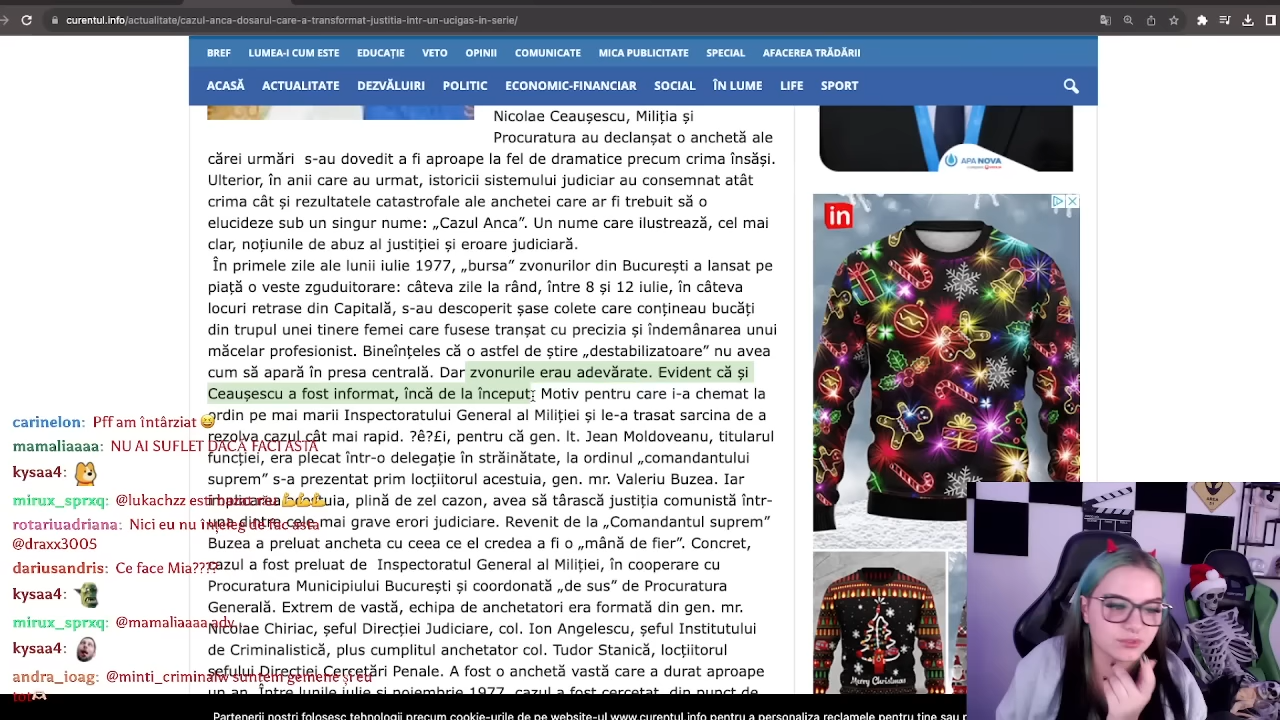 curentul.info/actualitate/cazul-anca-dosarul-care-a-transformat-justitia-intr-un-ucigas-in-serie/
BREF LUMEA-I CUM ESTE EDUCAȚIE VETO OPINII COMUNICATE MICA PUBLICITATE SPECIAL AFACEREA TRĂDĂRII
ACASĂ ACTUALITATE DEZVĂLUIRI POLITIC ECONOMIC-FINANCIAR SOCIAL ÎN LUME LIFE SPORT
Nicolae Ceaușescu, Miliția și
Procuratura au declanșat o anchetă ale
cărei urmări s-au dovedit a fi aproape la fel de dramatice precum crima însăși.
Ulterior, in anii care au urmat, istoricii sistemului judiciar au consemnat atât
crima cât și rezultatele catastrofale ale anchetei care ar fi trebuit să o
elucideze sub un singur nume: „Cazul Anca”. Un nume care ilustrează, cel mai
clar, noțiunile de abuz al justiției și eroare judiciară.
În primele zile ale lunii iulie 1977, „bursa” zvonurilor din București a lansat pe
piață o veste zguduitorare: câteva zile la rând, între 8 și 12 iulie, în câteva
locuri retrase din Capitală, s-au descoperit șase colete care conțineau bucăți
din trupul unei tinere femei care fusese tranșat cu precizia și îndemânarea unui
măcelar profesionist. Bineînțeles că o astfel de știre „destabilizatoare” nu avea
cum să apară în presa centrală. Dar zvonurile erau adevărate. Evident că și
Ceaușescu a fost informat, încă de la început. Motiv pentru care i-a chemat la
ordin pe mai marii Inspectoratului General al Miliției și le-a trasat sarcina de a
rezolva cazul cât mai rapid. ?ê?£i, pentru că gen. lt. Jean Moldoveanu, titularul
funcției, era plecat într-o delegație în străinătate, la ordinul „comandantului
suprem” s-a prezentat prim locțiitorul acestuia, gen. mr. Valeriu Buzea. Iar
plină de zel cazon, avea să târască justiția comunistă într-
una dintre cele mai grave erori judiciare. Revenit de la „Comandantul suprem”
Buzea a preluat ancheta cu ceea ce el credea a fi o „mână de fier”. Concret,
cazul a fost preluat de Inspectoratul General al Miliției, în cooperare cu
Procuratura Municipiului București și coordonată „de sus” de Procuratura
Generală. Extrem de vastă, echipa de anchetatori era formată din gen. mr.
Nicolae Chiriac, șeful Direcției Judiciare, col. Ion Angelescu, șeful Institutului
de Criminalistică, plus cumplitul anchetator col. Tudor Stanică, locțiitorul
șefului Direcției Cercetări Penale. A fost o anchetă vastă care a durat aproape
un an. Între lunile iulie și noiembrie 1977, cazul a fost cercetat, din punct de
Partenerii noștri folosesc tehnologii precum cookie-urile de pe website-ul www.curentul.info pentru a personaliza reclamele pentru tine sau p
carinelon: Pff am întârziat
mamaliaaaa: NU AI SUFLET DACĂ FACI ASTA
kysaa4:
mirux_sprxq: @lukachzz
rotariuadriana: Nici eu nu înțeleg de fac asta
@draxx3005
dariusandris: Ce face Mia????
kysaa4:
mirux_sprxq: @mamaliaaaa adv
kysaa4:
andra_ioag: @minti_criminalw suntem gemene și eu
tot
APA NOVA
in
AREA
51
Merry Christmas